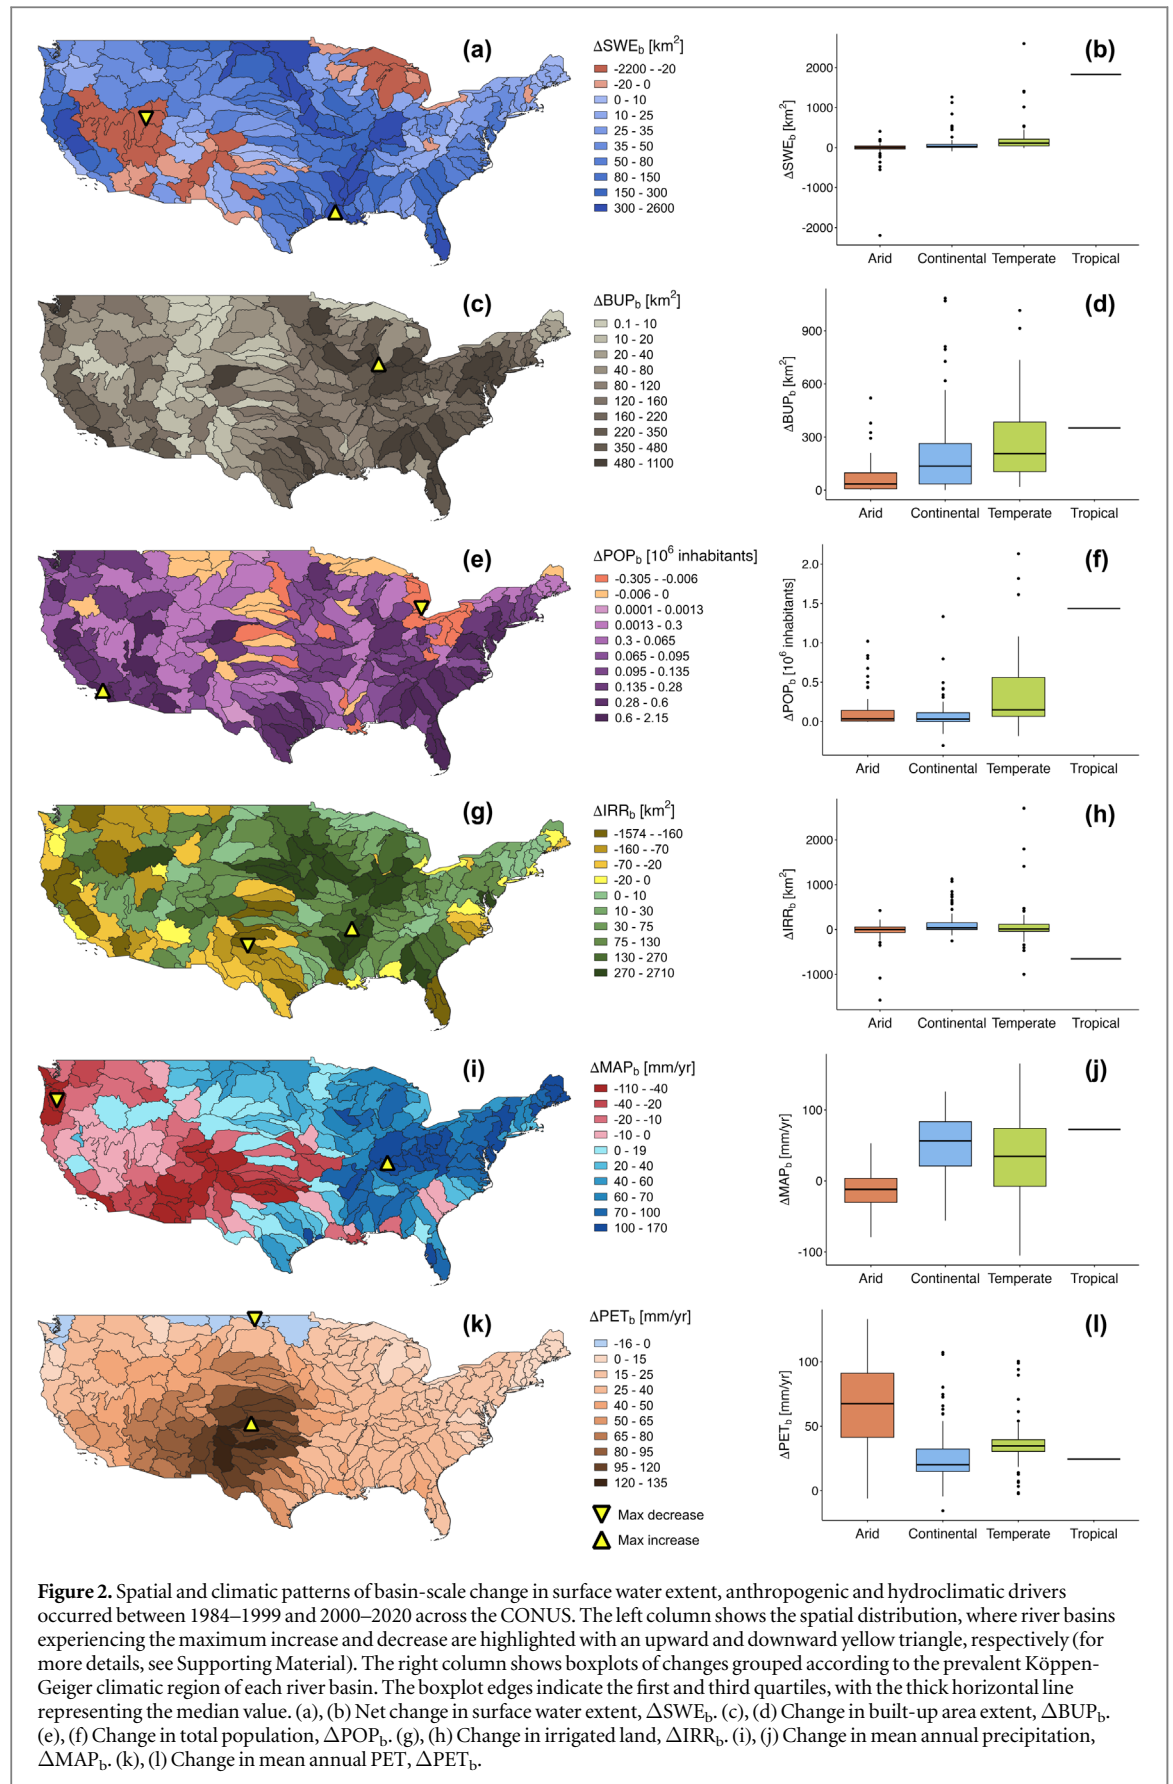 (a)
ΔSWEb [km2]
-2200 - -20
-20 - 0
0 - 10
10 - 25
25 - 35
35 - 50
50 - 80
80 - 150
150 - 300
300 - 2600
(b)
ΔSWEb [km2]
2000
1000
0
-1000
-2000
Arid Continental Temperate Tropical
(c)
ΔBUPb [km2]
0.1 - 10
10 - 20
20 - 40
40 - 80
80 - 120
120 - 160
160 - 220
220 - 350
350 - 480
480 - 1100
(d)
ΔBUPb [km2]
900
600
300
0
Arid Continental Temperate Tropical
(e)
ΔPOPb [106 inhabitants]
-0.305 - -0.006
-0.006 - 0
0.0001 - 0.0013
0.0013 - 0.3
0.3 - 0.065
0.065 - 0.095
0.095 - 0.135
0.135 - 0.28
0.28 - 0.6
0.6 - 2.15
(f)
ΔPOPb [106 inhabitants]
2.0
1.5
1.0
0.5
0.0
Arid Continental Temperate Tropical
(g)
ΔIRRb [km2]
-1574 - -160
-160 - -70
-70 - -20
-20 - 0
0 - 10
10 - 30
30 - 75
75 - 130
130 - 270
270 - 2710
(h)
ΔIRRb [km2]
2000
1000
0
-1000
Arid Continental Temperate Tropical
(i)
ΔMAPb [mm/yr]
-110 - -40
-40 - -20
-20 - -10
-10 - 0
0 - 19
20 - 40
40 - 60
60 - 70
70 - 100
100 - 170
(j)
ΔMAPb [mm/yr]
100
0
-100
Arid Continental Temperate Tropical
(k)
ΔPETb [mm/yr]
-16 - 0
0 - 15
15 - 25
25 - 40
40 - 50
50 - 65
65 - 80
80 - 95
95 - 120
120 - 135
Max decrease
Max increase
(l)
ΔPETb [mm/yr]
100
50
0
Arid Continental Temperate Tropical
Figure 2. Spatial and climatic patterns of basin-scale change in surface water extent, anthropogenic and hydroclimatic drivers
occurred between 1984–1999 and 2000–2020 across the CONUS. The left column shows the spatial distribution, where river basins
experiencing the maximum increase and decrease are highlighted with an upward and downward yellow triangle, respectively (for
more details, see Supporting Material). The right column shows boxplots of changes grouped according to the prevalent Köppen-
Geiger climatic region of each river basin. The boxplot edges indicate the first and third quartiles, with the thick horizontal line
representing the median value. (a), (b) Net change in surface water extent, ΔSWEb. (c), (d) Change in built-up area extent, ΔBUPb.
(e), (f) Change in total population, ΔPOPb. (g), (h) Change in irrigated land, ΔIRRb. (i), (j) Change in mean annual precipitation,
ΔMAPb. (k), (l) Change in mean annual PET, ΔPETb.